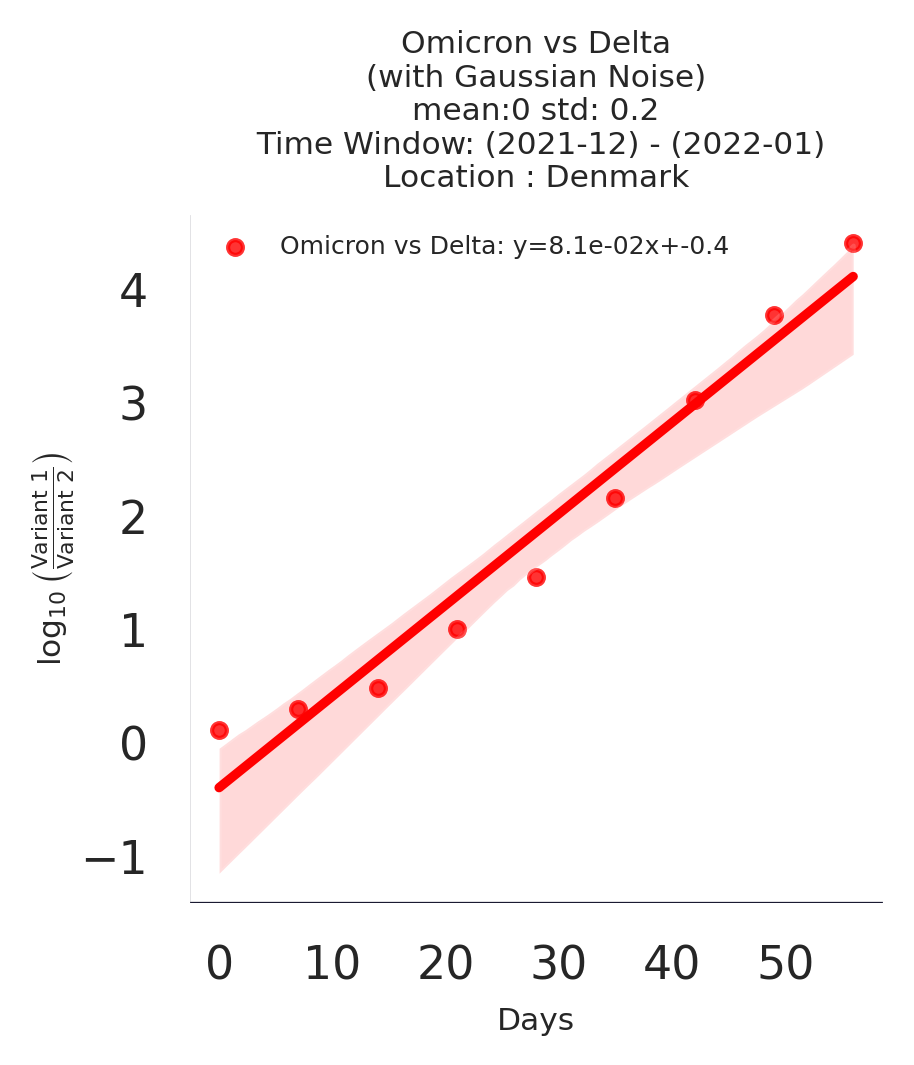 Omicron vs Delta
(with Gaussian Noise)
mean:0 std: 0.2
Time Window: (2021-12) - (2022-01)
Location : Denmark
Omicron vs Delta: y=8.1e-02x+-0.4
4
3
2
1
0
−1
log₁₀ (Variant 1 / Variant 2)
0 10 20 30 40 50
Days